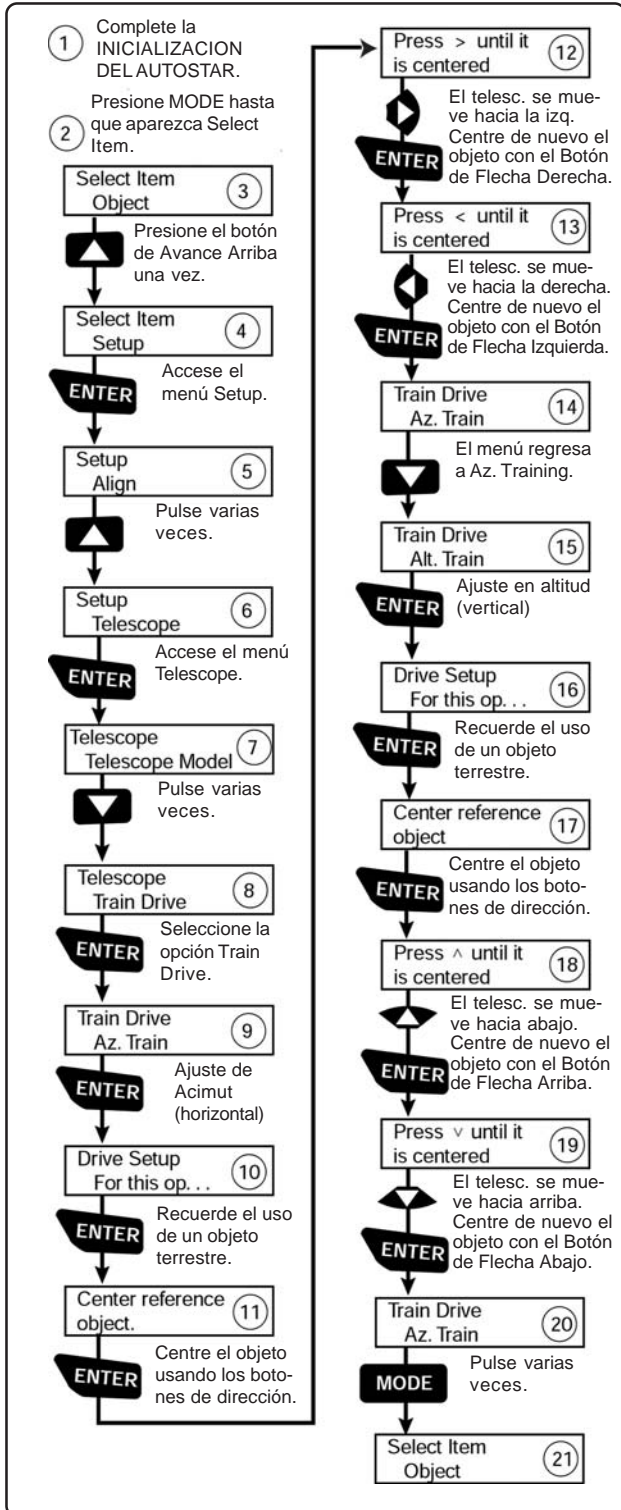 1 Complete la
INICIALIZACION
DEL AUTOSTAR.
2 Presione MODE hasta
que aparezca Select
Item.
Select Item
Object
3
Presione el botón
de Avance Arriba
una vez.
Select Item
Setup
4
ENTER
Accese el
menú Setup.
Setup
Align
5
Pulse varias
veces.
Setup
Telescope
6
ENTER
Accese el menú
Telescope.
Telescope
Telescope Model
7
Pulse varias
veces.
Telescope
Train Drive
8
ENTER
Seleccione la
opción Train
Drive.
Train Drive
Az. Train
9
ENTER
Ajuste de
Acimut
(horizontal)
Drive Setup
For this op. . .
10
ENTER
Recuerde el uso
de un objeto
terrestre.
Center reference
object.
11
ENTER
Centre el objeto
usando los boto-
nes de dirección.
Press > until it
is centered
12
ENTER
El telesc. se mue-
ve hacia la izq.
Centre de nuevo el
objeto con el Botón
de Flecha Derecha.
Press < until it
is centered
13
ENTER
El telesc. se mue-
ve hacia la derecha.
Centre de nuevo el
objeto con el Botón
de Flecha Izquierda.
Train Drive
Az. Train
14
El menú regresa
a Az. Training.
Train Drive
Alt. Train
15
ENTER
Ajuste en altitud
(vertical)
Drive Setup
For this op. . .
16
ENTER
Recuerde el uso
de un objeto
terrestre.
Center reference
object
17
ENTER
Centre el objeto
usando los boto-
nes de dirección.
Press ^ until it
is centered
18
ENTER
El telesc. se mue-
ve hacia abajo.
Centre de nuevo el
objeto con el Botón
de Flecha Arriba.
Press v until it
is centered
19
ENTER
El telesc. se mue-
ve hacia arriba.
Centre de nuevo el
objeto con el Botón
de Flecha Abajo.
Train Drive
Az. Train
20
MODE
Pulse varias
veces.
Select Item
Object
21